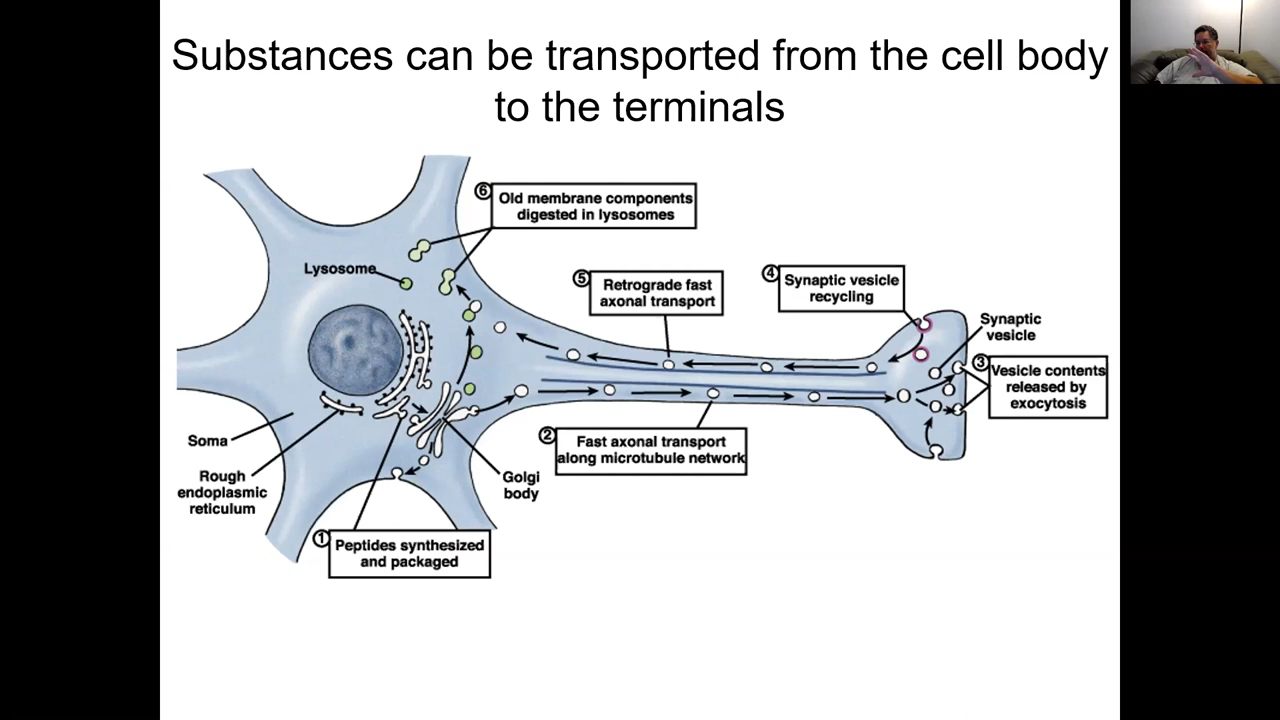 Substances can be transported from the cell body
to the terminals
6
Old membrane components
digested in lysosomes
Lysosome
5
Retrograde fast
axonal transport
4
Synaptic vesicle
recycling
Synaptic
vesicle
3
Vesicle contents
released by
exocytosis
2
Fast axonal transport
along microtubule network
Soma
Rough
endoplasmic
reticulum
Golgi
body
1
Peptides synthesized
and packaged